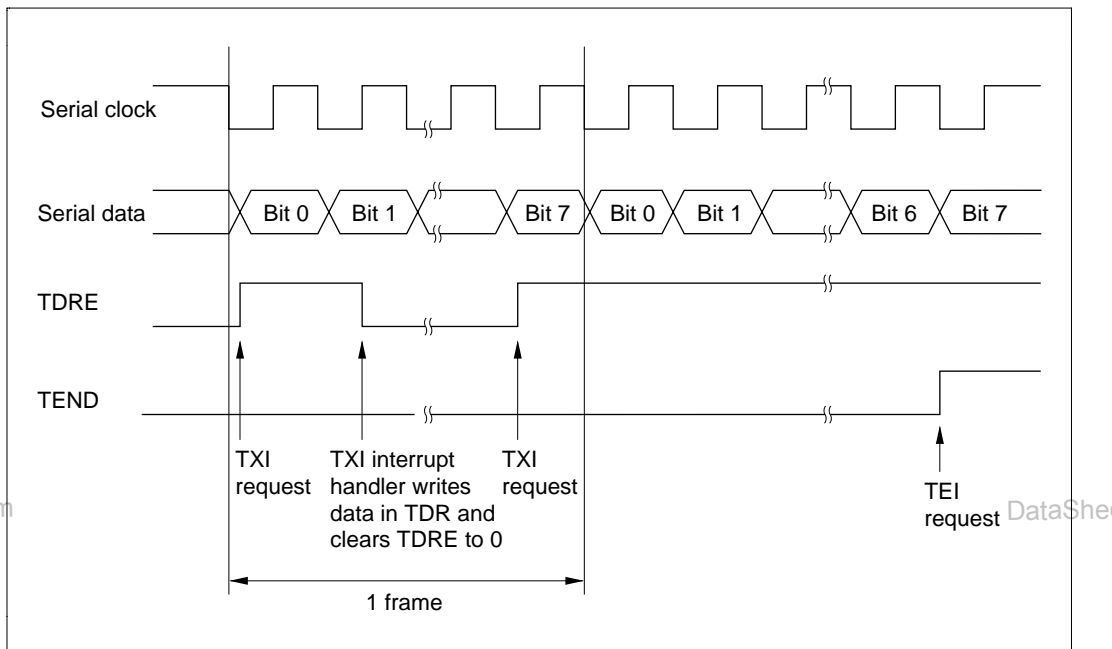 Serial clock
Serial data
Bit 0
Bit 1
Bit 7
Bit 0
Bit 1
Bit 6
Bit 7
TDRE
TEND
TXI
request
TXI interrupt
handler writes
data in TDR and
clears TDRE to 0
TXI
request
TEI
request
1 frame